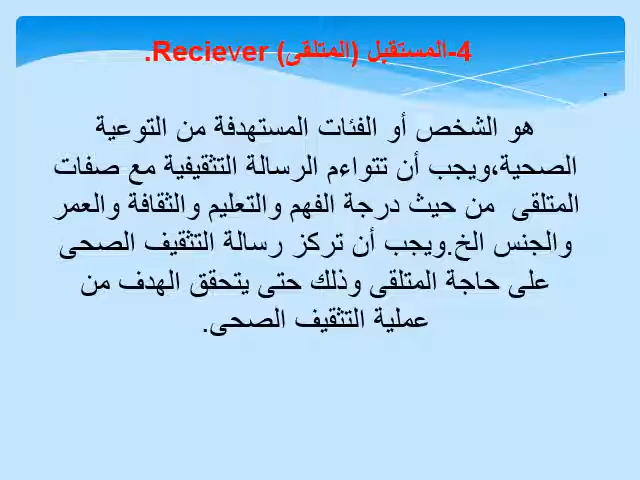 4-المستقبل (المتلقى) Reciever.
.
هو الشخص أو الفئات المستهدفة من التوعية
الصحية،ويجب أن تتواءم الرسالة التثقيفية مع صفات
المتلقى من حيث درجة الفهم والتعليم والثقافة والعمر
والجنس الخ.ويجب أن تركز رسالة التثقيف الصحى
على حاجة المتلقى وذلك حتى يتحقق الهدف من
عملية التثقيف الصحى.